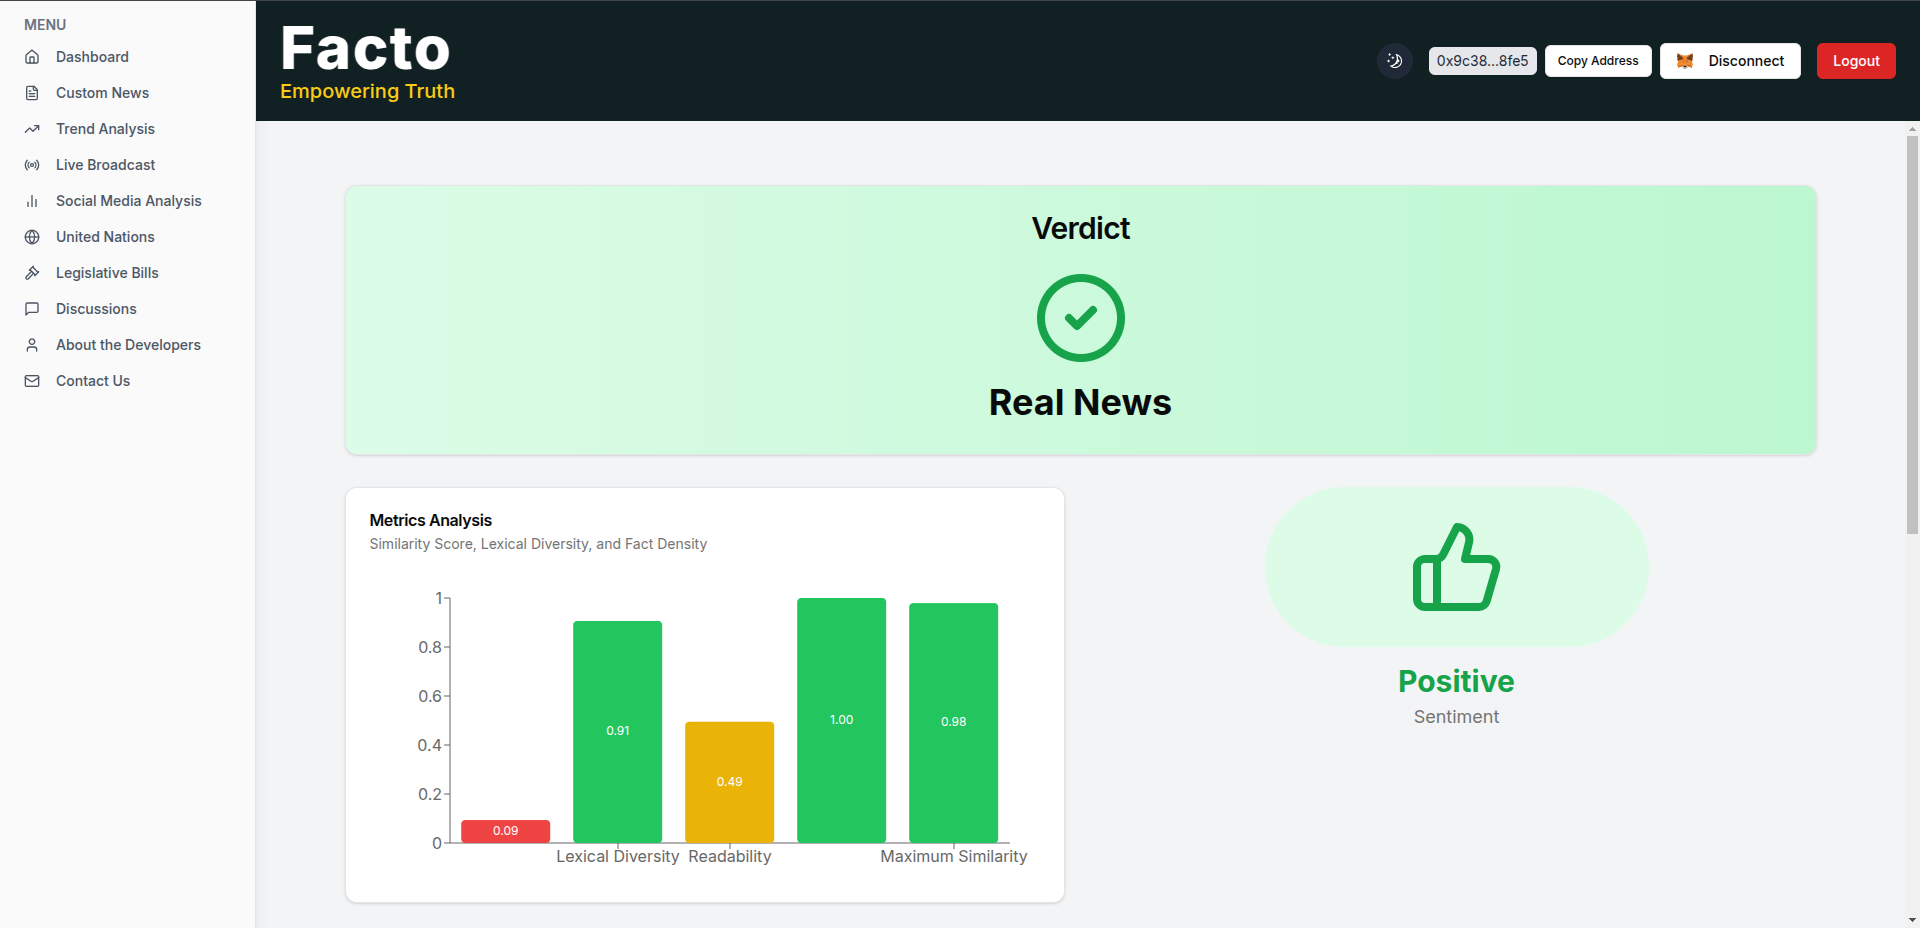 MENU
Dashboard
Custom News
Trend Analysis
Live Broadcast
Social Media Analysis
United Nations
Legislative Bills
Discussions
About the Developers
Contact Us
Facto
Empowering Truth
0x9c38...8fe5
Copy Address
Disconnect
Logout
Verdict
Real News
Metrics Analysis
Similarity Score, Lexical Diversity, and Fact Density
1
0.8
0.6
0.4
0.2
0
0.09
0.91
0.49
1.00
0.98
Lexical Diversity
Readability
Maximum Similarity
Positive
Sentiment